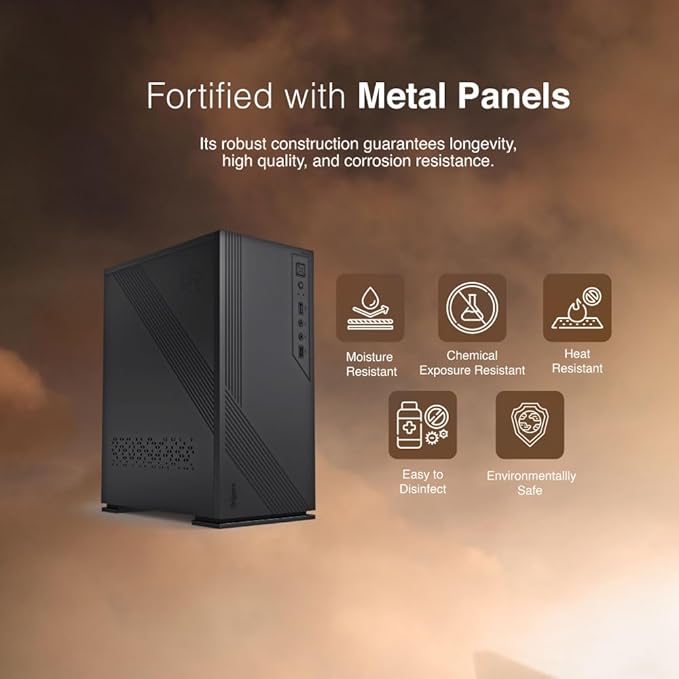 Fortified with Metal Panels
Its robust construction guarantees longevity,
high quality, and corrosion resistance.
Moisture
Resistant
Chemical
Exposure Resistant
Heat
Resistant
Easy to
Disinfect
Environmentallly
Safe